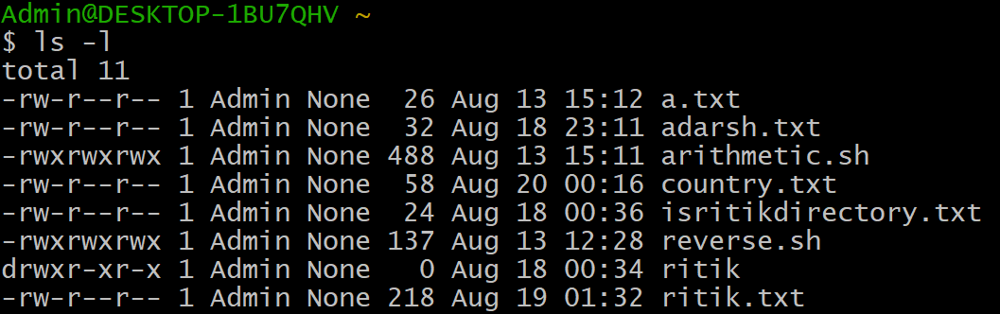 Admin@DESKTOP-1BU7QHV ~
$ ls -l
total 11
-rw-r--r-- 1 Admin None  26 Aug 13 15:12 a.txt
-rw-r--r-- 1 Admin None  32 Aug 18 23:11 adarsh.txt
-rwxrwxrwx 1 Admin None 488 Aug 13 15:11 arithmetic.sh
-rw-r--r-- 1 Admin None  58 Aug 20 00:16 country.txt
-rw-r--r-- 1 Admin None  24 Aug 18 00:36 isritikdirectory.txt
-rwxrwxrwx 1 Admin None 137 Aug 13 12:28 reverse.sh
drwxr-xr-x 1 Admin None   0 Aug 18 00:34 ritik
-rw-r--r-- 1 Admin None 218 Aug 19 01:32 ritik.txt